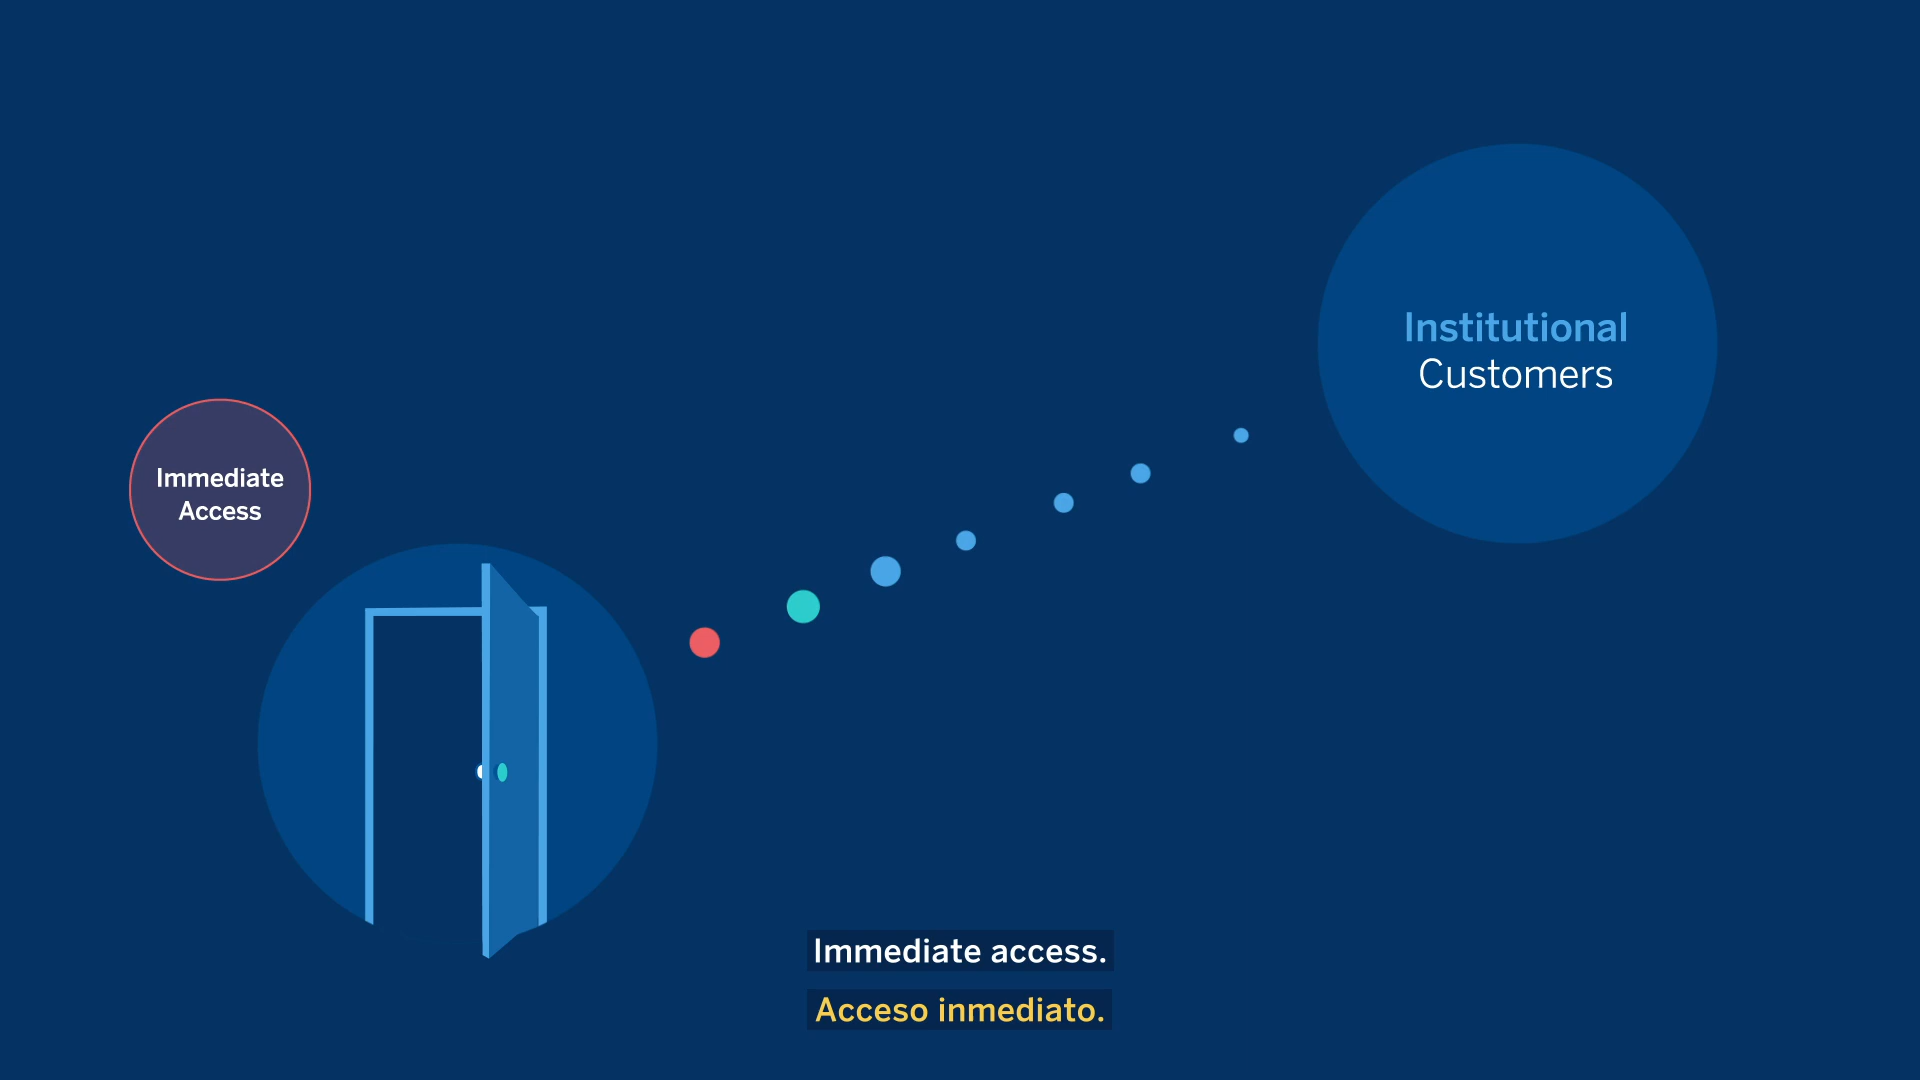 Institutional
Customers
Immediate
Access
Immediate access.
Acceso inmediato.